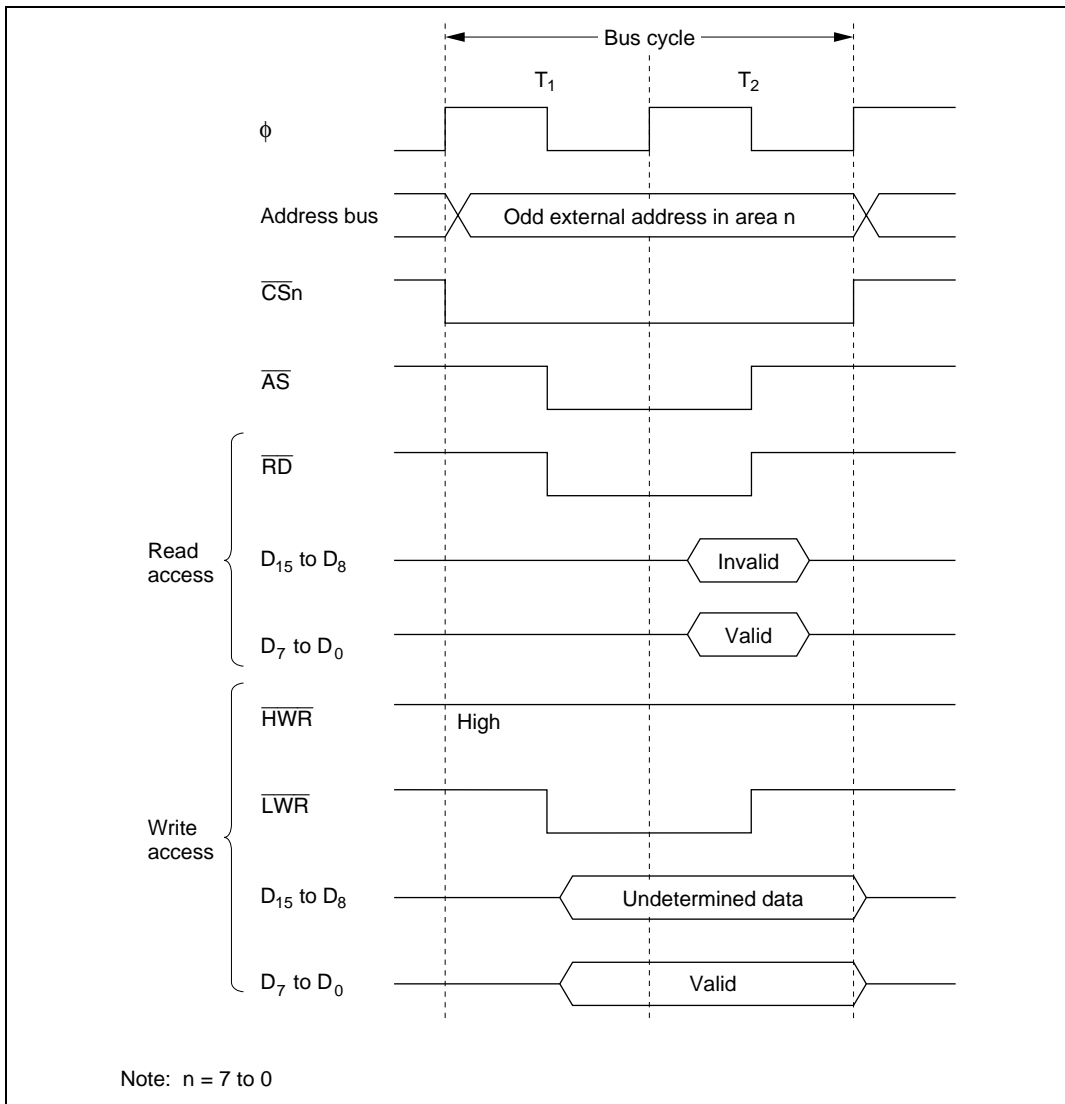 Bus cycle
T1 T2
ϕ
Address bus Odd external address in area n
CSn
AS
RD
Read access
D15 to D8 Invalid
D7 to D0 Valid
HWR High
LWR
Write access
D15 to D8 Undetermined data
D7 to D0 Valid
Note: n = 7 to 0